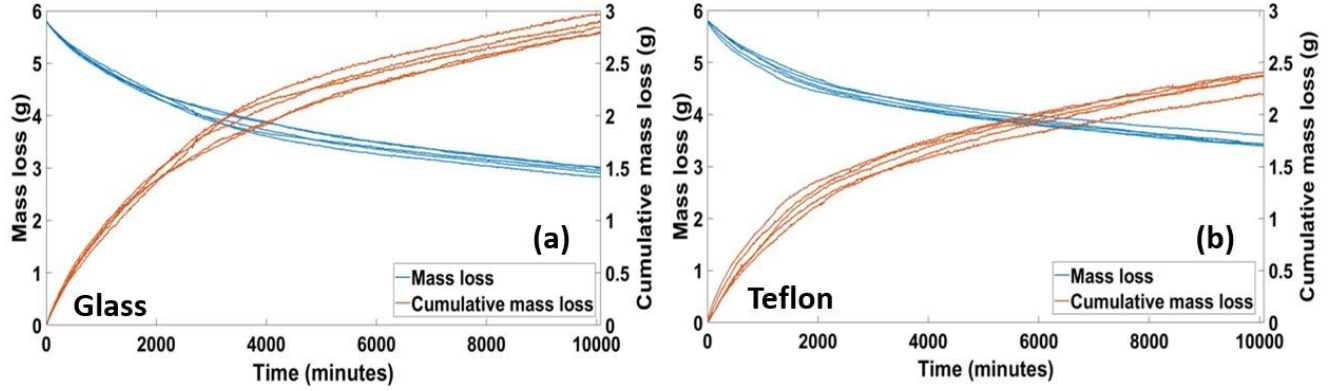 6
5
4
3
2
1
0
Mass loss (g)
3
2.5
2
1.5
1
0.5
0
Cumulative mass loss (g)
(a)
Mass loss
Cumulative mass loss
Glass
0 2000 4000 6000 8000 10000
Time (minutes)
6
5
4
3
2
1
0
Mass loss (g)
3
2.5
2
1.5
1
0.5
0
Cumulative mass loss (g)
(b)
Mass loss
Cumulative mass loss
Teflon
0 2000 4000 6000 8000 10000
Time (minutes)